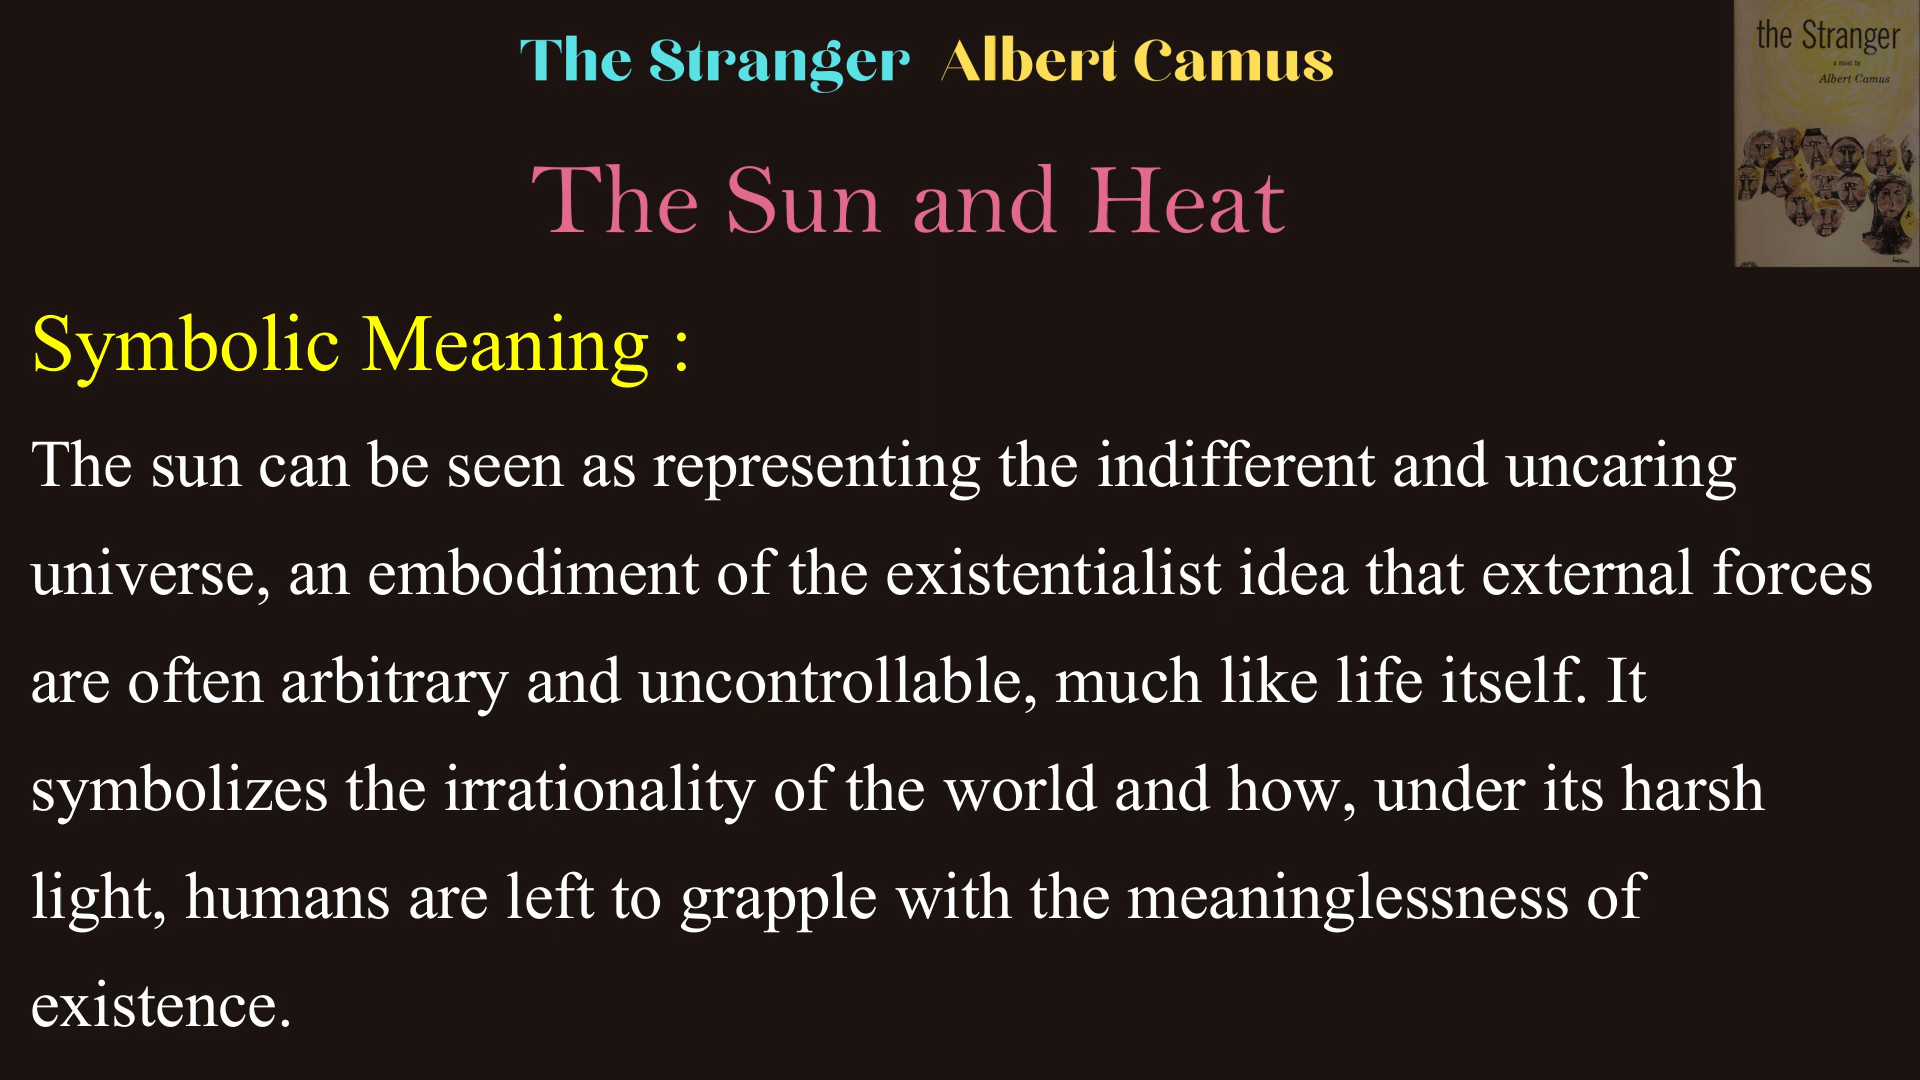 The Stranger Albert Camus
the Stranger
a novel by
Albert Camus
The Sun and Heat
Symbolic Meaning :
The sun can be seen as representing the indifferent and uncaring
universe, an embodiment of the existentialist idea that external forces
are often arbitrary and uncontrollable, much like life itself. It
symbolizes the irrationality of the world and how, under its harsh
light, humans are left to grapple with the meaninglessness of
existence.